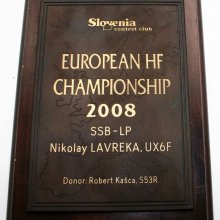 Slovenia
contest club
EUROPEAN HF
CHAMPIONSHIP
2008
SSB-LP
Nikolay LAVREKA, UX6F
Donor: Robert Kašca, S53R